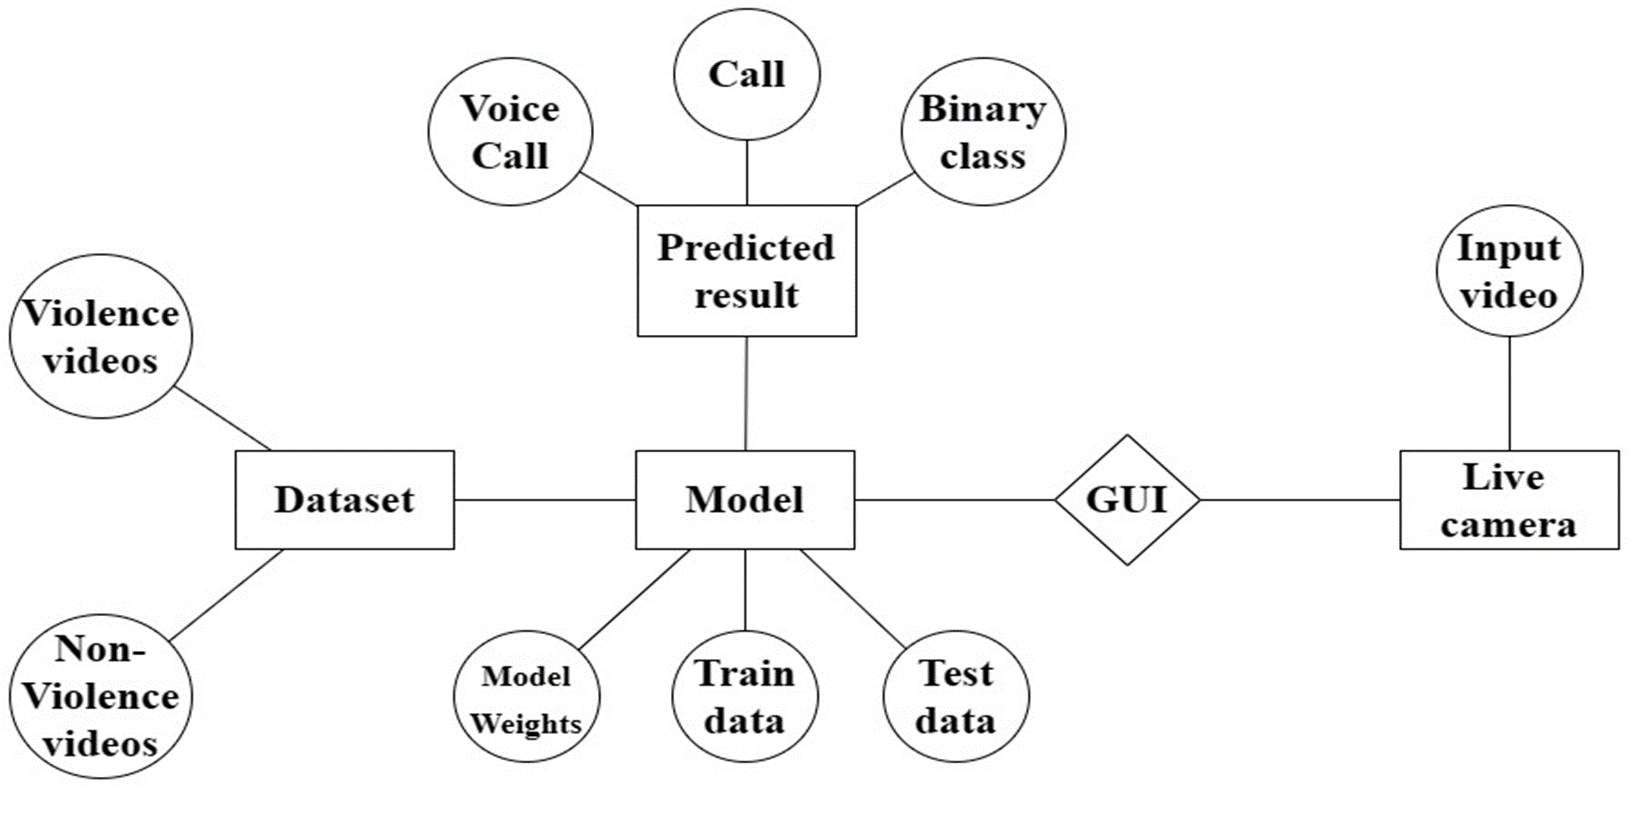 Call
Voice
Call
Binary
class
Predicted
result
Input
video
Violence
videos
Dataset
Model
GUI
Live
camera
Non-
Violence
videos
Model
Weights
Train
data
Test
data